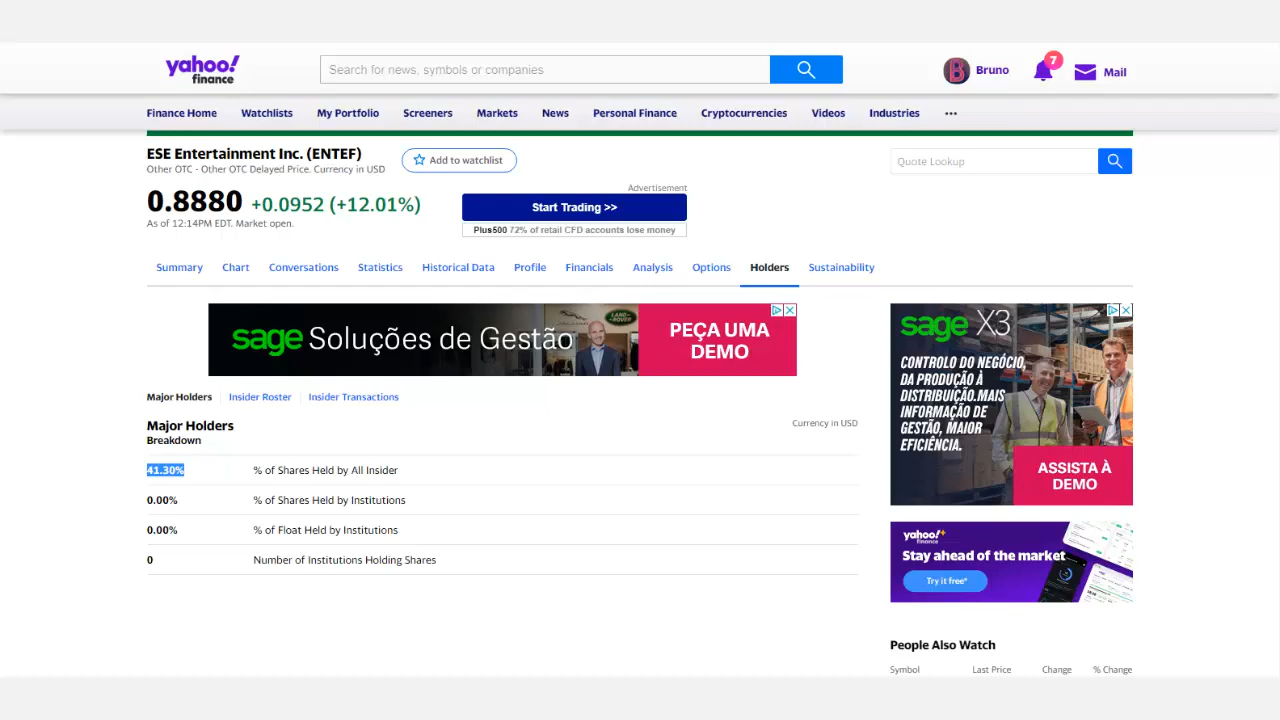 yahoo!
finance
Search for news, symbols or companies
B
Bruno
7
Mail
Finance Home
Watchlists
My Portfolio
Screeners
Markets
News
Personal Finance
Cryptocurrencies
Videos
Industries
ESE Entertainment Inc. (ENTEF)
Add to watchlist
Other OTC - Other OTC Delayed Price. Currency in USD
Quote Lookup
0.8880 +0.0952 (+12.01%)
As of 12:14PM EDT. Market open.
Advertisement
Start Trading >>
Plus500 72% of retail CFD accounts lose money
Summary
Chart
Conversations
Statistics
Historical Data
Profile
Financials
Analysis
Options
Holders
Sustainability
sage Soluções de Gestão
LAND ROVER
PEÇA UMA
DEMO
Major Holders
Insider Roster
Insider Transactions
Major Holders
Currency in USD
Breakdown
41.30% % of Shares Held by All Insider
0.00% % of Shares Held by Institutions
0.00% % of Float Held by Institutions
0 Number of Institutions Holding Shares
sage X3
CONTROLO DO NEGÓCIO,
DA PRODUÇÃO À
DISTRIBUIÇÃO.MAIS
INFORMAÇÃO DE
GESTÃO, MAIOR
EFICIÊNCIA.
ASSISTA À
DEMO
yahoo!+
finance
Stay ahead of the market
Try it free*
People Also Watch
Symbol Last Price Change % Change